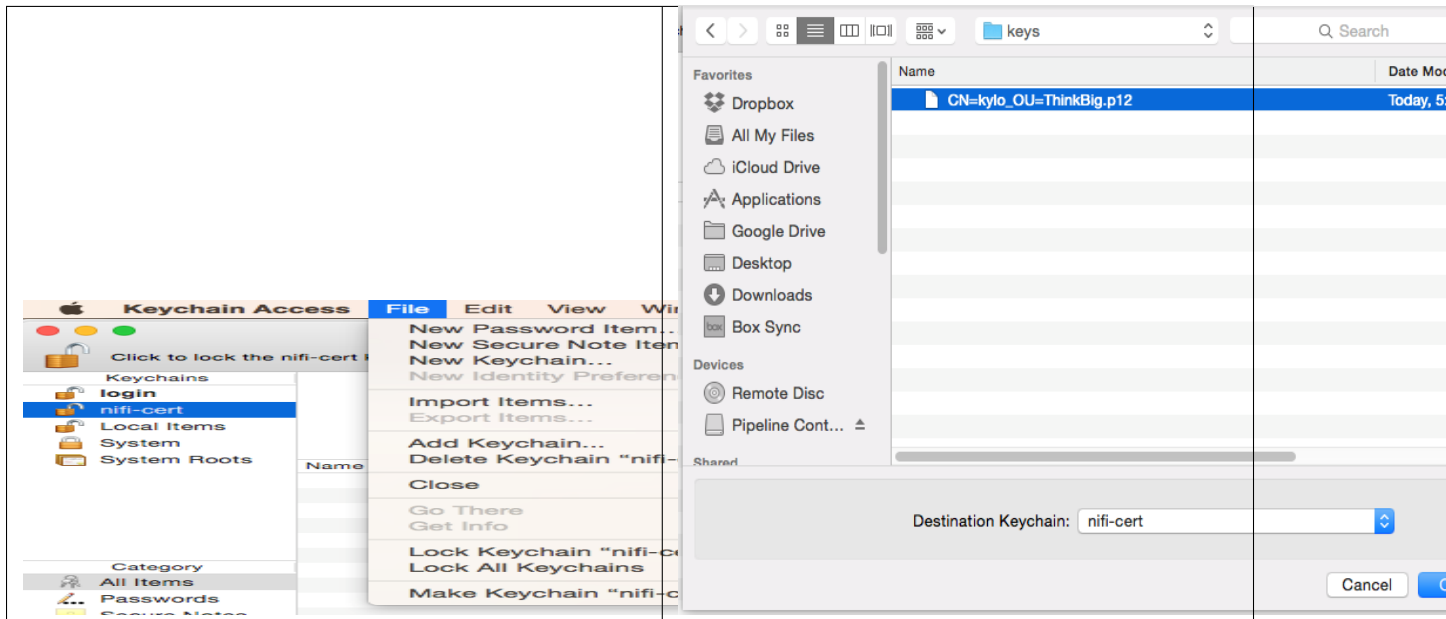 Keychain Access File Edit View
New Password Item..
New Secure Note
Click to lock the nifi-cert
New Keychain...
New Identity
Keychains
login
nifi-cert
Import Items...
Export Items...
Local Items
System
Add Keychain...
System Roots
Delete Keychain "nifi-
Name
Close
Go There
Get Info
Lock Keychain "nifi-
Lock All Keychains
Category
All Items
Make Keychain "nifi-
Passwords
Secure Notes
keys
Search
Favorites
Dropbox
All My Files
iCloud Drive
Applications
Google Drive
Desktop
Downloads
box Box Sync
Devices
Remote Disc
Pipeline Cont...
Shared
Name Date
CN=kylo_OU=ThinkBig.p12 Today, 5:
Destination Keychain: nifi-cert
Cancel